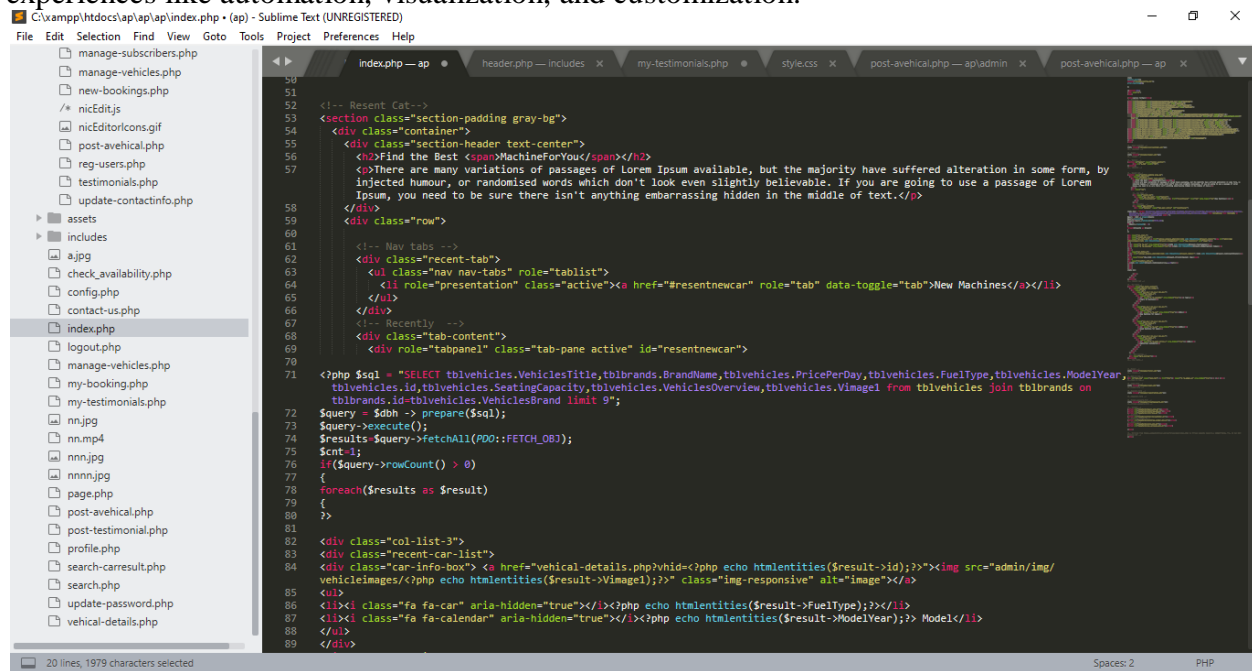 experiences like automation, visualization, and customization.
C:\xampp\htdocs\ap\ap\ap\index.php • (ap) - Sublime Text (UNREGISTERED)
File Edit Selection Find View Goto Tools Project Preferences Help
manage-subscribers.php
manage-vehicles.php
new-bookings.php
/* nicEdit.js
nicEditorIcons.gif
post-avehical.php
reg-users.php
testimonials.php
update-contactinfo.php
assets
includes
a.jpg
check_availability.php
config.php
contact-us.php
index.php
logout.php
manage-vehicles.php
my-booking.php
my-testimonials.php
nn.jpg
nn.mp4
nnn.jpg
nnnn.jpg
page.php
post-avehical.php
post-testimonial.php
profile.php
search-carresult.php
search.php
update-password.php
vehical-details.php
index.php — ap
header.php — includes
my-testimonials.php
style.css
post-avehical.php — ap\admin
post-avehical.php — ap
50
51
52 <!-- Resent Cat-->
53 <section class="section-padding gray-bg">
54 <div class="container">
55 <div class="section-header text-center">
56 <h2>Find the Best <span>MachineForYou</span></h2>
57 <p>There are many variations of passages of Lorem Ipsum available, but the majority have suffered alteration in some form, by
injected humour, or randomised words which don't look even slightly believable. If you are going to use a passage of Lorem
Ipsum, you need to be sure there isn't anything embarrassing hidden in the middle of text.</p>
58 </div>
59 <div class="row">
60
61 <!-- Nav tabs -->
62 <div class="recent-tab">
63 <ul class="nav nav-tabs" role="tablist">
64 <li role="presentation" class="active"><a href="#resentnewcar" role="tab" data-toggle="tab">New Machines</a></li>
65 </ul>
66 </div>
67 <!-- Recently -->
68 <div class="tab-content">
69 <div role="tabpanel" class="tab-pane active" id="resentnewcar">
70
71 <?php $sql = "SELECT tblvehicles.VehiclesTitle,tblbrands.BrandName,tblvehicles.PricePerDay,tblvehicles.FuelType,tblvehicles.ModelYear,
tblvehicles.id,tblvehicles.SeatingCapacity,tblvehicles.VehiclesOverview,tblvehicles.Vimage1 from tblvehicles join tblbrands on
tblbrands.id=tblvehicles.VehiclesBrand limit 9";
72 $query = $dbh -> prepare($sql);
73 $query->execute();
74 $results=$query->fetchAll(PDO::FETCH_OBJ);
75 $cnt=1;
76 if($query->rowCount() > 0)
77 {
78 foreach($results as $result)
79 {
80 ?>
81
82 <div class="col-list-3">
83 <div class="recent-car-list">
84 <div class="car-info-box"> <a href="vehical-details.php?vhid=<?php echo htmlentities($result->id);?>"><img src="admin/img/
vehicleimages/<?php echo htmlentities($result->Vimage1);?>" class="img-responsive" alt="image"></a>
85 <ul>
86 <li><i class="fa fa-car" aria-hidden="true"></i><?php echo htmlentities($result->FuelType);?></li>
87 <li><i class="fa fa-calendar" aria-hidden="true"></i><?php echo htmlentities($result->ModelYear);?> Model</li>
88 </ul>
89 </div>
20 lines, 1979 characters selected
Spaces: 2
PHP